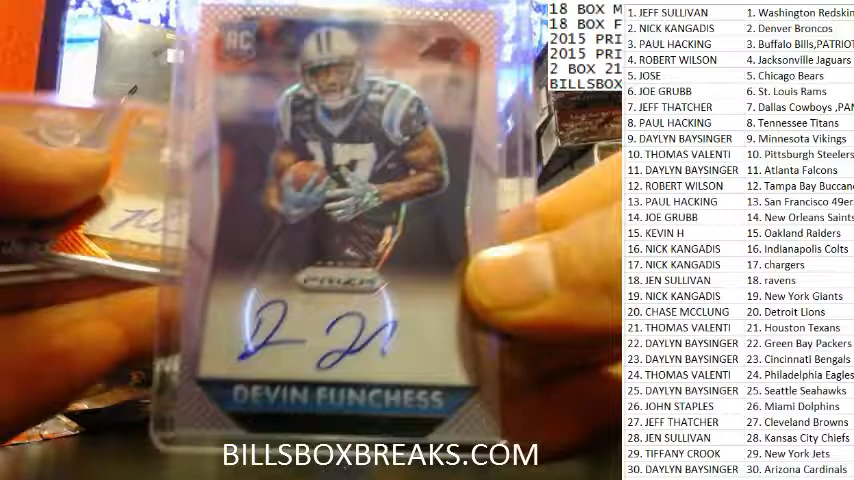 18 BOX M
18 BOX F
2015 PRI
2015 PRI
2 BOX 21
BILLSBOX
RC
17
PRIZM
DEVIN FUNCHESS
BILLSBOXBREAKS.COM
1. JEFF SULLIVAN 1. Washington Redskin
2. NICK KANGADIS 2. Denver Broncos
3. PAUL HACKING 3. Buffalo Bills,PATRIOT
4. ROBERT WILSON 4. Jacksonville Jaguars
5. JOSE 5. Chicago Bears
6. JOE GRUBB 6. St. Louis Rams
7. JEFF THATCHER 7. Dallas Cowboys ,PAN
8. PAUL HACKING 8. Tennessee Titans
9. DAYLYN BAYSINGER 9. Minnesota Vikings
10. THOMAS VALENTI 10. Pittsburgh Steelers
11. DAYLYN BAYSINGER 11. Atlanta Falcons
12. ROBERT WILSON 12. Tampa Bay Buccane
13. PAUL HACKING 13. San Francisco 49er
14. JOE GRUBB 14. New Orleans Saints
15. KEVIN H 15. Oakland Raiders
16. NICK KANGADIS 16. Indianapolis Colts
17. NICK KANGADIS 17. chargers
18. JEN SULLIVAN 18. ravens
19. NICK KANGADIS 19. New York Giants
20. CHASE MCCLUNG 20. Detroit Lions
21. THOMAS VALENTI 21. Houston Texans
22. DAYLYN BAYSINGER 22. Green Bay Packers
23. DAYLYN BAYSINGER 23. Cincinnati Bengals
24. THOMAS VALENTI 24. Philadelphia Eagles
25. DAYLYN BAYSINGER 25. Seattle Seahawks
26. JOHN STAPLES 26. Miami Dolphins
27. JEFF THATCHER 27. Cleveland Browns
28. JEN SULLIVAN 28. Kansas City Chiefs
29. TIFFANY CROOK 29. New York Jets
30. DAYLYN BAYSINGER 30. Arizona Cardinals